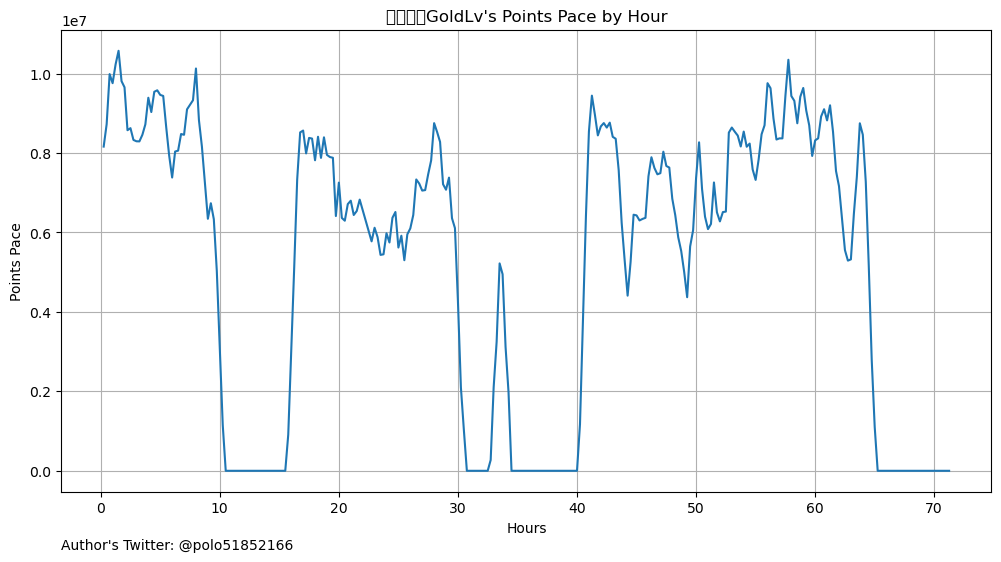 GoldLv's Points Pace by Hour
1e7
1.0
0.8
0.6
0.4
0.2
0.0
Points Pace
0 10 20 30 40 50 60 70
Hours
Author's Twitter: @polo51852166